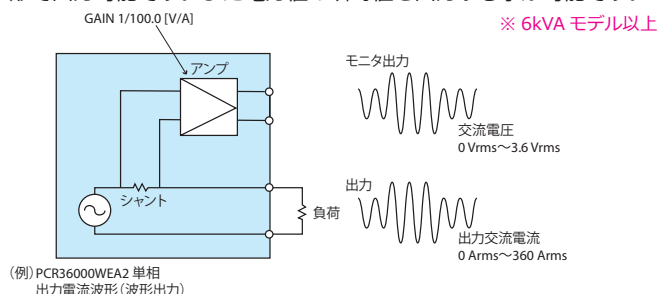 GAIN 1/100.0 [V/A]
※ 6kVA モデル以上
アンプ
シャント
負荷
モニタ出力
交流電圧
0 Vrms～3.6 Vrms
出力
出力交流電流
0 Arms～360 Arms
(例) PCR36000WEA2 単相
出力電流波形(波形出力)